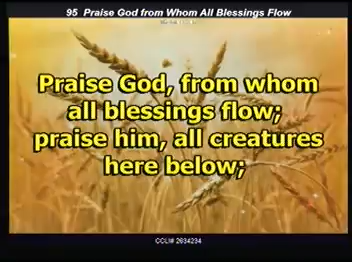 95 Praise God from Whom All Blessings Flow
Praise God, from whom
all blessings flow;
praise him, all creatures
here below;
CCLI# 2634234